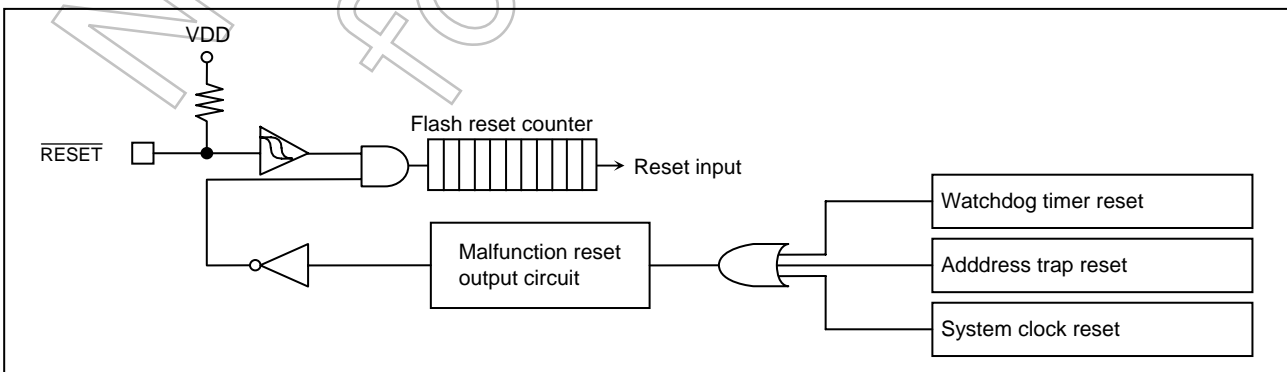 VDD
Flash reset counter
RESET
Reset input
Watchdog timer reset
Malfunction reset
output circuit
Adddress trap reset
System clock reset